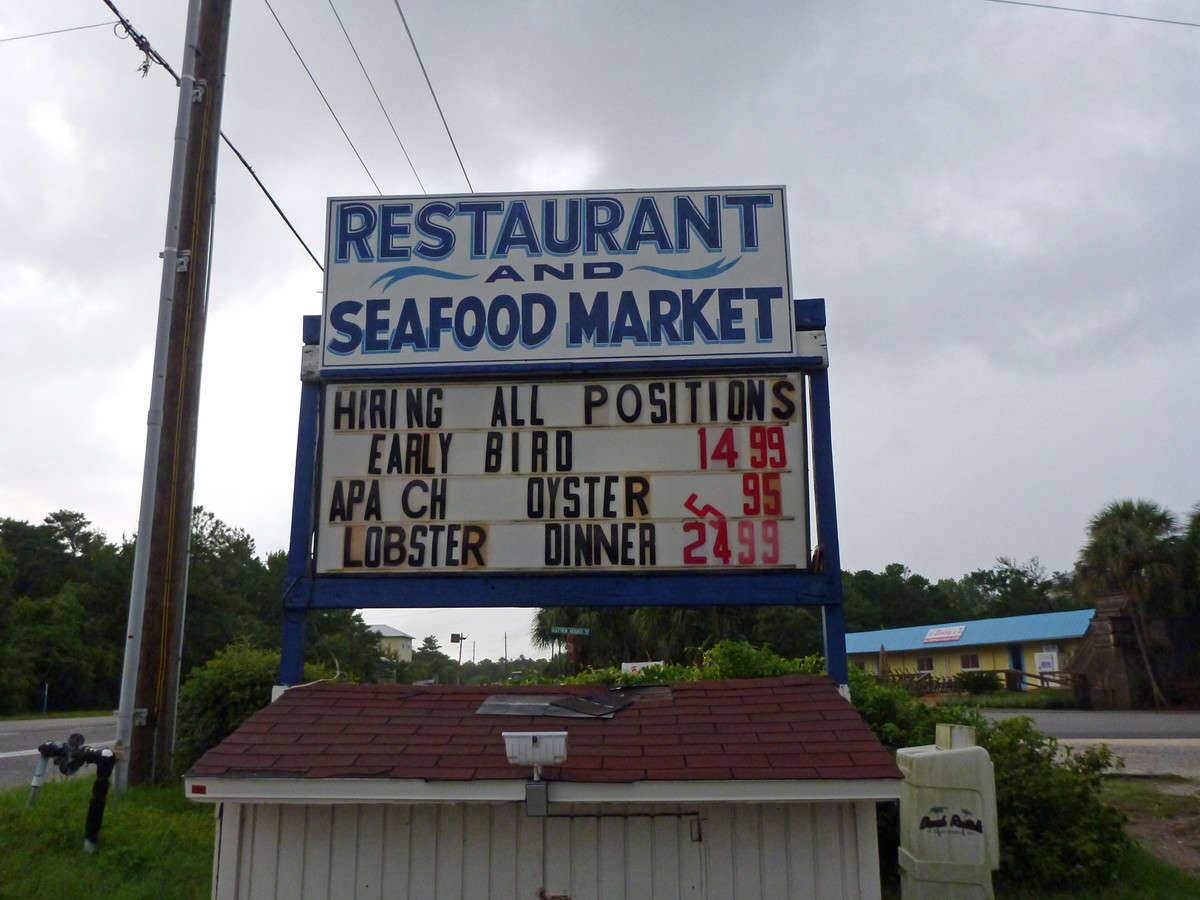 RESTAURANT
AND
SEAFOOD MARKET
HIRING ALL POSITIONS
EARLY BIRD 14 99
APA CH OYSTER 5 95
LOBSTER DINNER 24 99